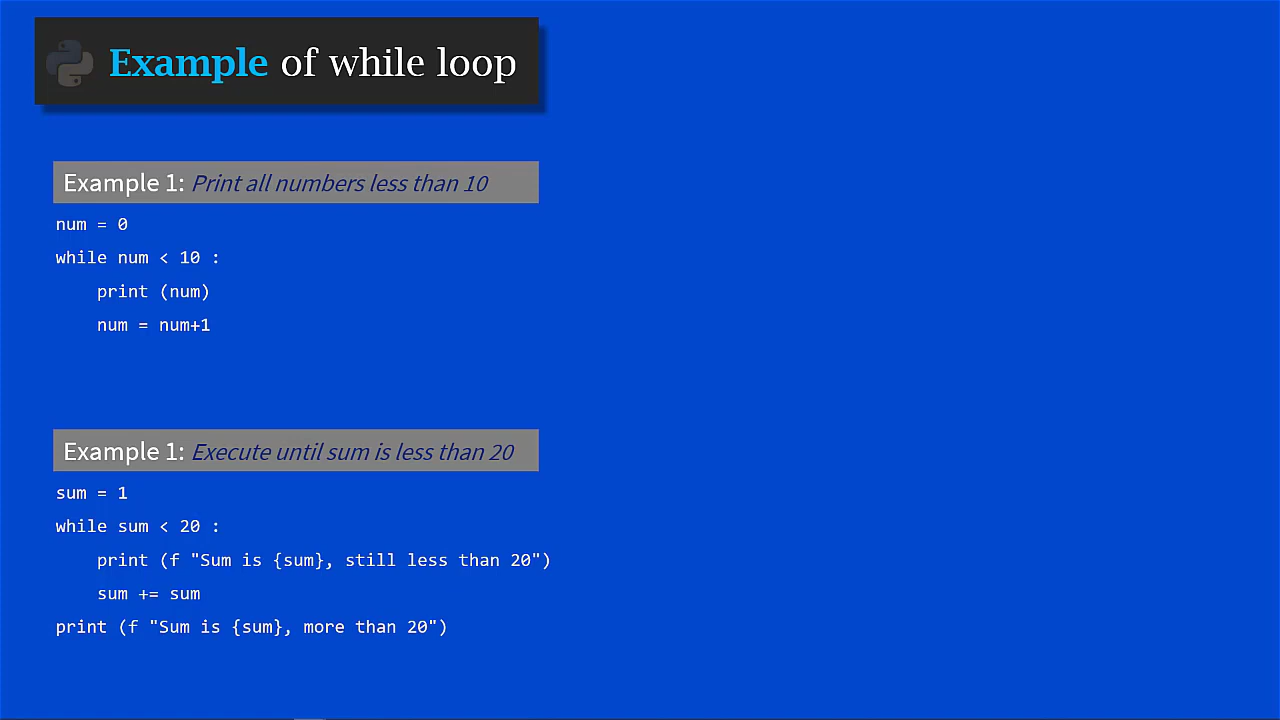 Example of while loop
Example 1: Print all numbers less than 10
num = 0
while num < 10 :
    print (num)
    num = num+1
Example 1: Execute until sum is less than 20
sum = 1
while sum < 20 :
    print (f "Sum is {sum}, still less than 20")
    sum += sum
print (f "Sum is {sum}, more than 20")